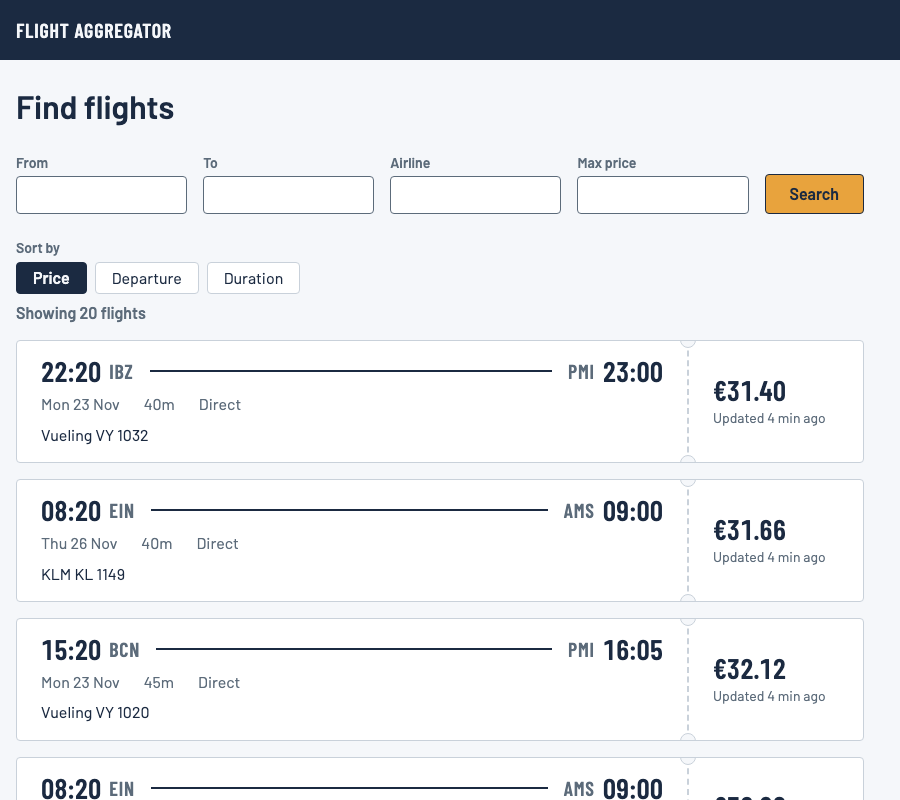 FLIGHT AGGREGATOR
Find flights
From To Airline Max price
Search
Sort by
Price Departure Duration
Showing 20 flights
22:20 IBZ PMI 23:00
Mon 23 Nov 40m Direct
Vueling VY 1032
€31.40
Updated 4 min ago
08:20 EIN AMS 09:00
Thu 26 Nov 40m Direct
KLM KL 1149
€31.66
Updated 4 min ago
15:20 BCN PMI 16:05
Mon 23 Nov 45m Direct
Vueling VY 1020
€32.12
Updated 4 min ago
08:20 EIN AMS 09:00